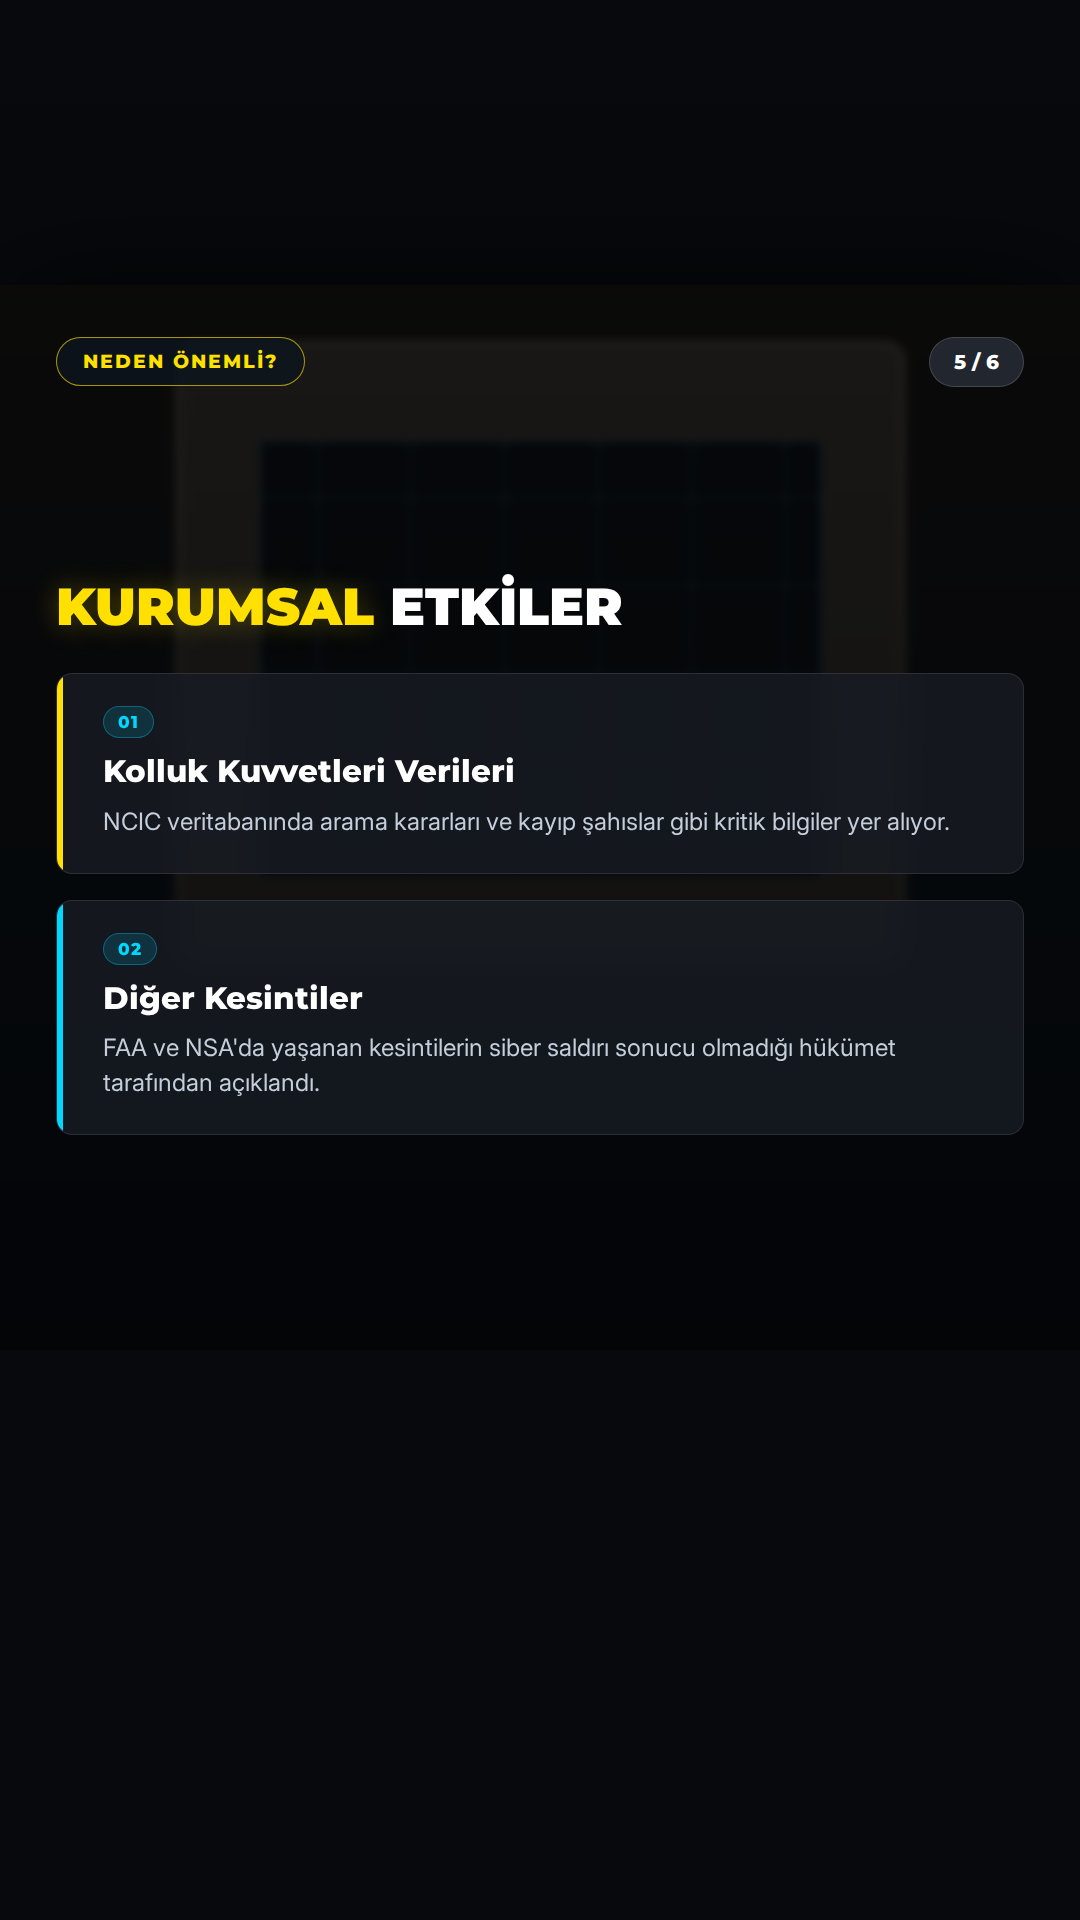 NEDEN ÖNEMLİ?
5 / 6
KURUMSAL ETKİLER
01
Kolluk Kuvvetleri Verileri
NCIC veritabanında arama kararları ve kayıp şahıslar gibi kritik bilgiler yer alıyor.
02
Diğer Kesintiler
FAA ve NSA'da yaşanan kesintilerin siber saldırı sonucu olmadığı hükümet
tarafından açıklandı.